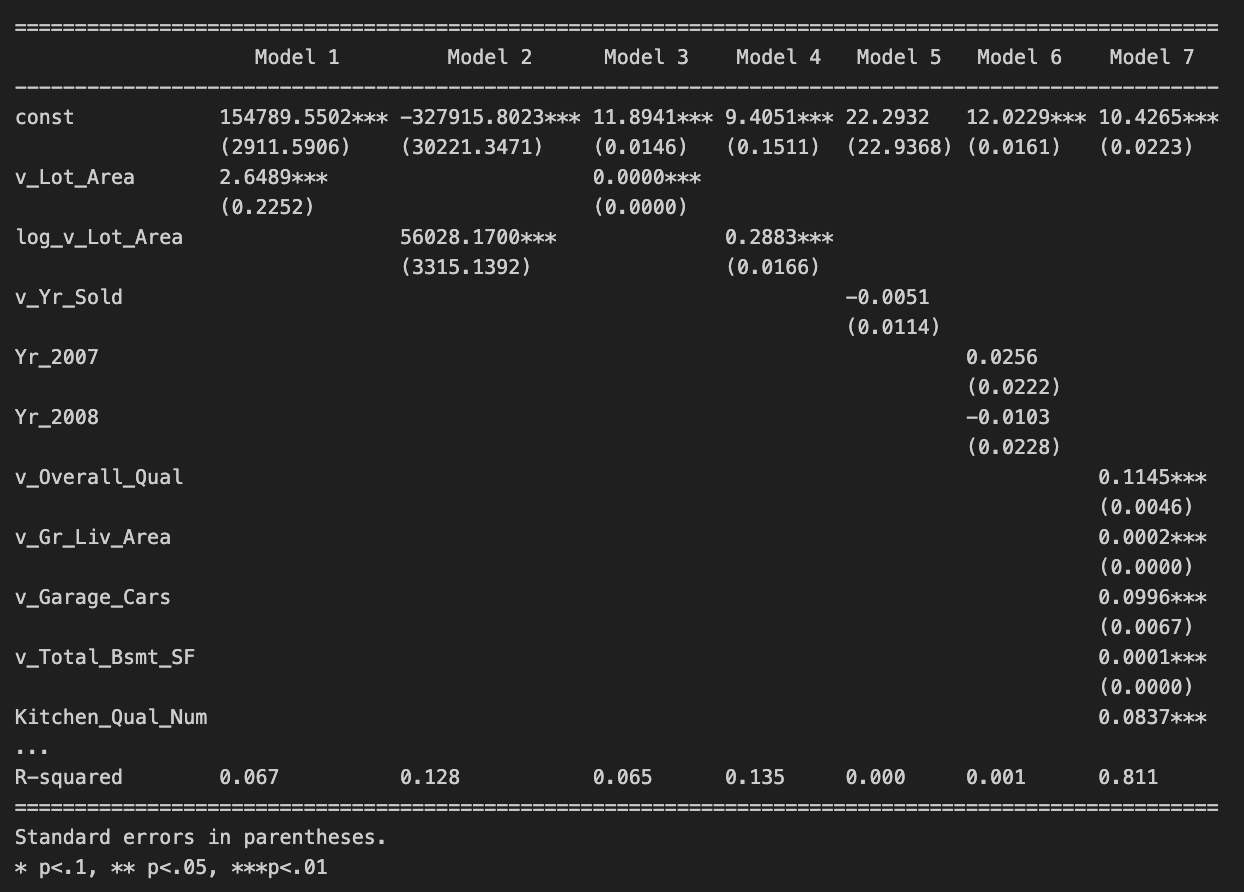 ====================================================================================================
                    Model 1         Model 2      Model 3    Model 4   Model 5   Model 6    Model 7
----------------------------------------------------------------------------------------------------
const            154789.5502*** -327915.8023*** 11.8941*** 9.4051*** 22.2932   12.0229*** 10.4265***
                 (2911.5906)    (30221.3471)    (0.0146)   (0.1511)  (22.9368) (0.0161)   (0.0223)
v_Lot_Area       2.6489***                      0.0000***
                 (0.2252)                       (0.0000)
log_v_Lot_Area                  56028.1700***              0.2883***
                                (3315.1392)                (0.0166)
v_Yr_Sold                                                            -0.0051
                                                                     (0.0114)
Yr_2007                                                                        0.0256
                                                                               (0.0222)
Yr_2008                                                                        -0.0103
                                                                               (0.0228)
v_Overall_Qual                                                                            0.1145***
                                                                                          (0.0046)
v_Gr_Liv_Area                                                                             0.0002***
                                                                                          (0.0000)
v_Garage_Cars                                                                             0.0996***
                                                                                          (0.0067)
v_Total_Bsmt_SF                                                                           0.0001***
                                                                                          (0.0000)
Kitchen_Qual_Num                                                                          0.0837***
...
R-squared        0.067          0.128           0.065      0.135     0.000     0.001      0.811
====================================================================================================
Standard errors in parentheses.
* p<.1, ** p<.05, ***p<.01